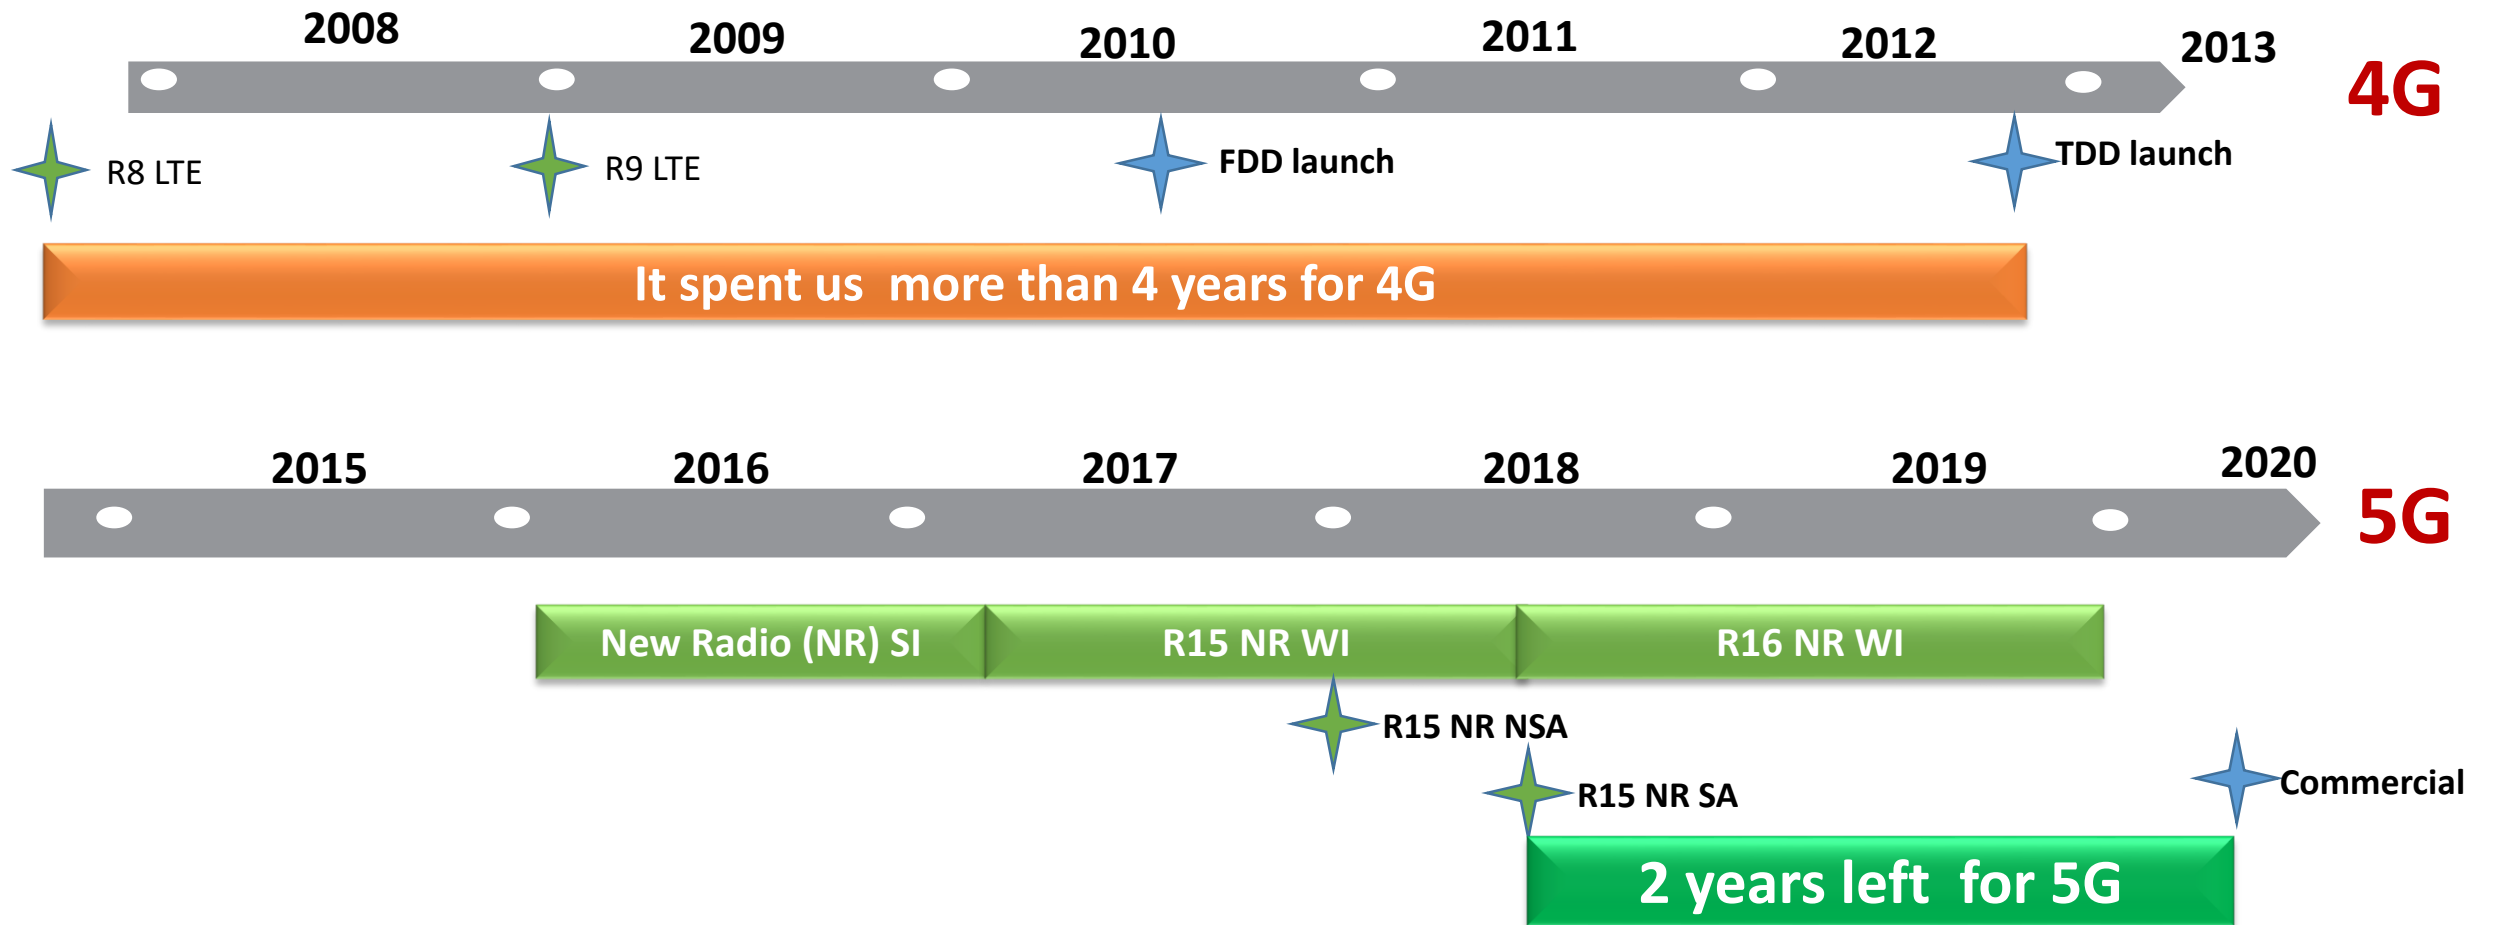 2008
2009
2010
2011
2012
2013
4G
R8 LTE
R9 LTE
FDD launch
TDD launch
It spent us  more than 4 years for 4G
2015
2016
2017
2018
2019
2020
5G
New Radio (NR) SI
R15 NR WI
R16 NR WI
R15 NR NSA
R15 NR SA
Commercial
2 years left  for 5G